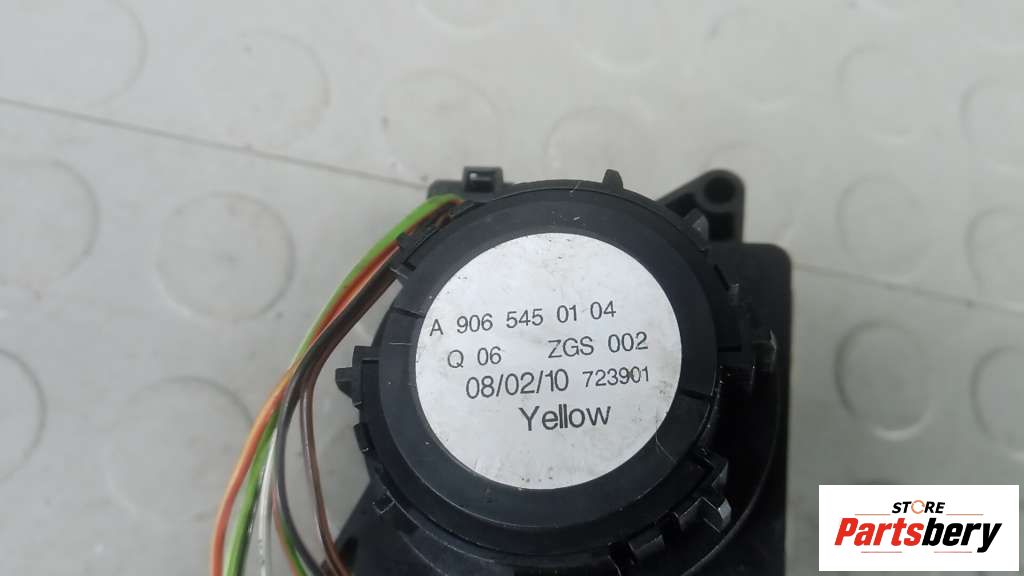 A 906 545 01 04
Q 06 ZGS 002
08/02/10 723901
Yellow
STORE
Partsbery